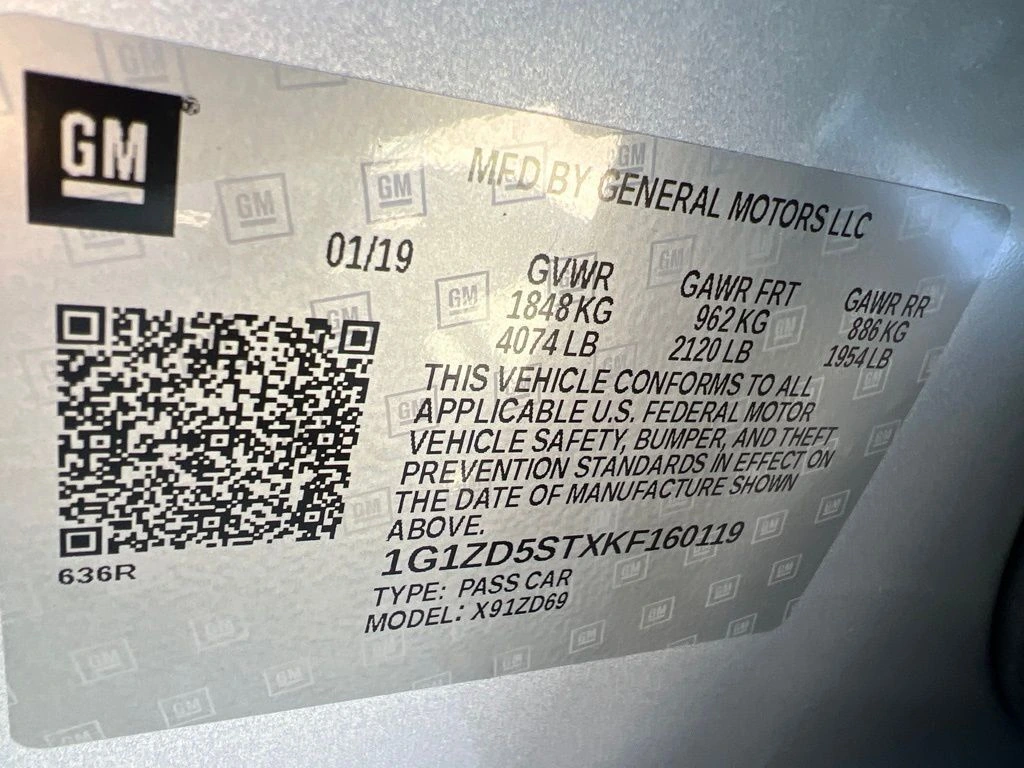 GM
MFD BY GENERAL MOTORS LLC
01/19
GVWR GAWR FRT GAWR RR
1848 KG 962 KG 886 KG
4074 LB 2120 LB 1954 LB
THIS VEHICLE CONFORMS TO ALL
APPLICABLE U.S. FEDERAL MOTOR
VEHICLE SAFETY, BUMPER, AND THEFT
PREVENTION STANDARDS IN EFFECT ON
THE DATE OF MANUFACTURE SHOWN
ABOVE.
1G1ZD5STXKF160119
636R
TYPE: PASS CAR
MODEL: X91ZD69